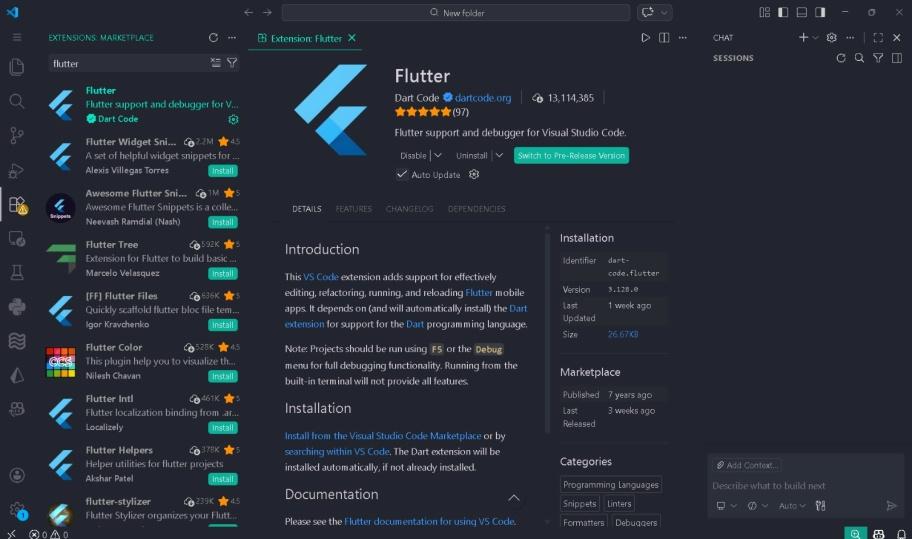 New folder
EXTENSIONS: MARKETPLACE
flutter
Flutter
Flutter support and debugger for V...
Dart Code
Flutter Widget Sni... 2.2M 4.5
A set of helpful widget snippets for ...
Alexis Villegas Torres Install
Awesome Flutter Sni... 1M 5
Awesome Flutter Snippets is a colle...
Neevash Ramdial (Nash) Install
Snippets
Flutter Tree 592K 5
Extension for Flutter to build basic ...
Marcelo Velasquez Install
[FF] Flutter Files 636K 5
Quickly scaffold flutter bloc file tem...
Igor Kravchenko Install
Flutter Color 528K 4.5
This plugin help you to visualize th...
Nilesh Chavan Install
Flutter Intl 461K 5
Flutter localization binding from .ar...
Localizely Install
Flutter Helpers 378K 5
Helper utilities for flutter projects
Akshar Patel Install
flutter-stylizer 239K 4.5
Flutter Stylizer organizes your Flutt...
Install
1
0 0
Extension: Flutter
Flutter
Dart Code dartcode.org 13,114,385
(97)
Flutter support and debugger for Visual Studio Code.
Disable Uninstall Switch to Pre-Release Version
Auto Update
DETAILS FEATURES CHANGELOG DEPENDENCIES
Introduction
This VS Code extension adds support for effectively
editing, refactoring, running, and reloading Flutter mobile
apps. It depends on (and will automatically install) the Dart
extension for support for the Dart programming language.
Note: Projects should be run using F5 or the Debug
menu for full debugging functionality. Running from the
built-in terminal will not provide all features.
Installation
Install from the Visual Studio Code Marketplace or by
searching within VS Code. The Dart extension will be
installed automatically, if not already installed.
Documentation
Please see the Flutter documentation for using VS Code.
Installation
Identifier dart-
code.flutter
Version 3.128.0
Last 1 week ago
Updated
Size 26.67KB
Marketplace
Published 7 years ago
Last 3 weeks ago
Released
Categories
Programming Languages
Snippets Linters
Formatters Debuggers
CHAT
SESSIONS
Add Context...
Describe what to build next
Auto